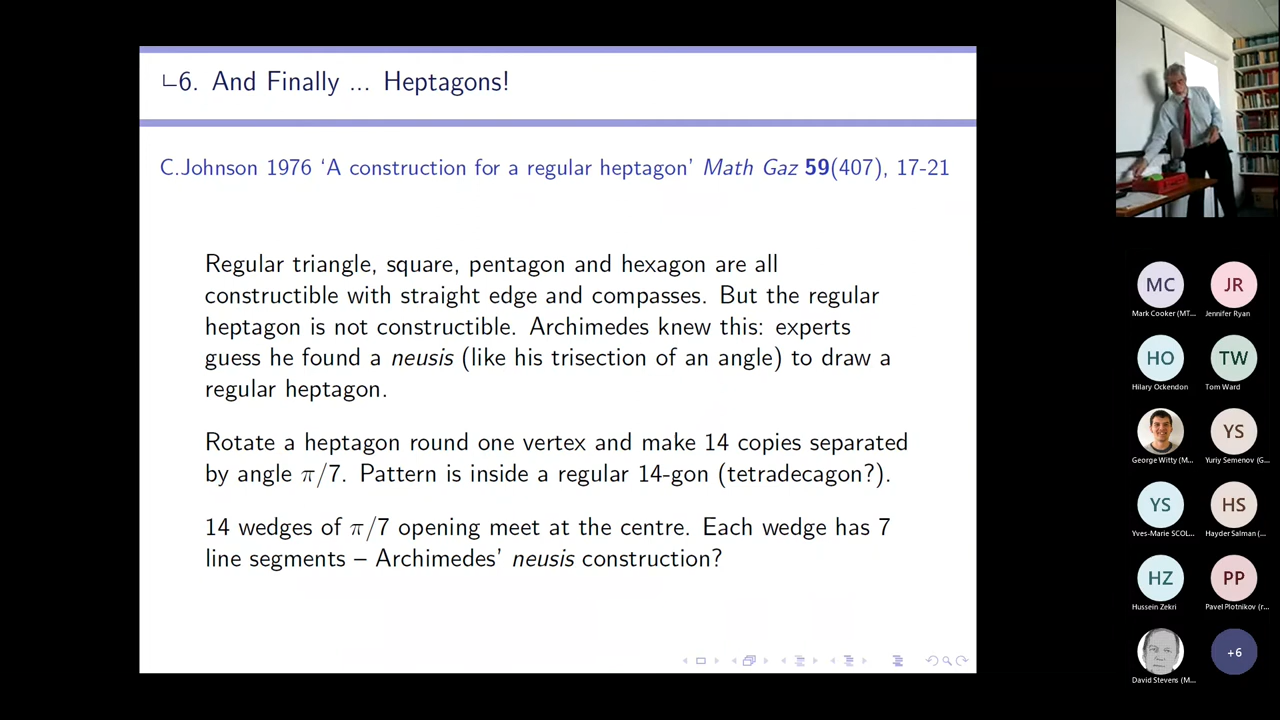 6. And Finally ... Heptagons!
C.Johnson 1976 ‘A construction for a regular heptagon’ Math Gaz 59(407), 17-21
Regular triangle, square, pentagon and hexagon are all
constructible with straight edge and compasses. But the regular
heptagon is not constructible. Archimedes knew this: experts
guess he found a neusis (like his trisection of an angle) to draw a
regular heptagon.
Rotate a heptagon round one vertex and make 14 copies separated
by angle π/7. Pattern is inside a regular 14-gon (tetradecagon?).
14 wedges of π/7 opening meet at the centre. Each wedge has 7
line segments – Archimedes’ neusis construction?
MC JR
Mark Cooker (MT... Jennifer Ryan
HO TW
Hilary Ockendon Tom Ward
YS
George Witty (M... Yuriy Semenov (G...
YS HS
Yves-Marie SCOL... Hayder Salman (...
HZ PP
Hussein Zekri Pavel Plotnikov (r...
+6
David Stevens (M...